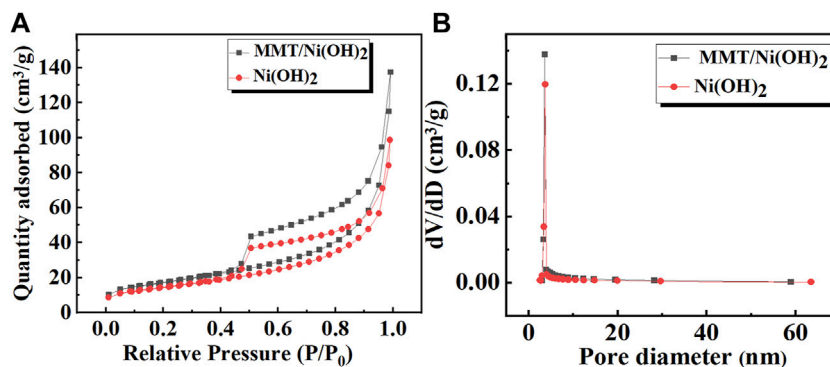 A
MMT/Ni(OH)2
Ni(OH)2
Quantity adsorbed (cm³/g)
140
120
100
80
60
40
20
0
0.0 0.2 0.4 0.6 0.8 1.0
Relative Pressure (P/P0)
B
MMT/Ni(OH)2
Ni(OH)2
dV/dD (cm³/g)
0.12
0.08
0.04
0.00
0 20 40 60
Pore diameter (nm)